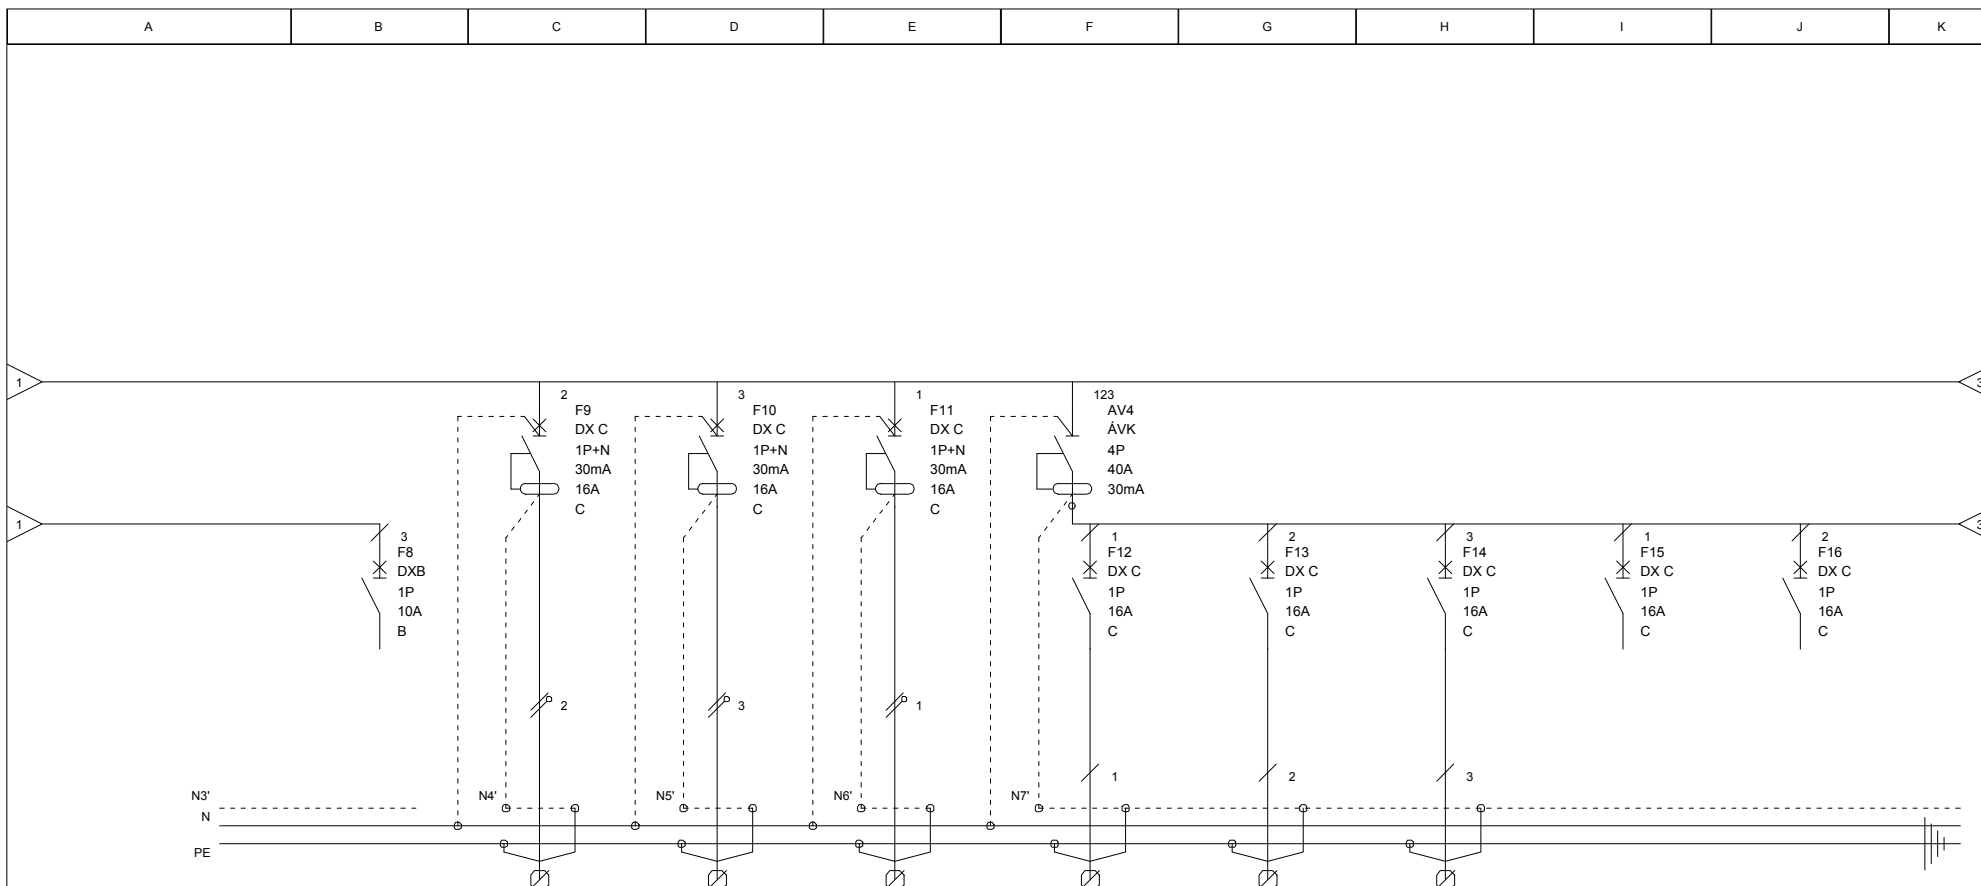 A B C D E F G H I J K
1
2
F9
DX C
1P+N
30mA
16A
C
3
F10
DX C
1P+N
30mA
16A
C
1
F11
DX C
1P+N
30mA
16A
C
123
AV4
ÁVK
4P
40A
30mA
3
1
3
F8
DXB
1P
10A
B
1
F12
DX C
1P
16A
C
2
F13
DX C
1P
16A
C
3
F14
DX C
1P
16A
C
1
F15
DX C
1P
16A
C
2
F16
DX C
1P
16A
C
3
2 3 1
1 2 3
N3' N4' N5' N6' N7'
N
PE